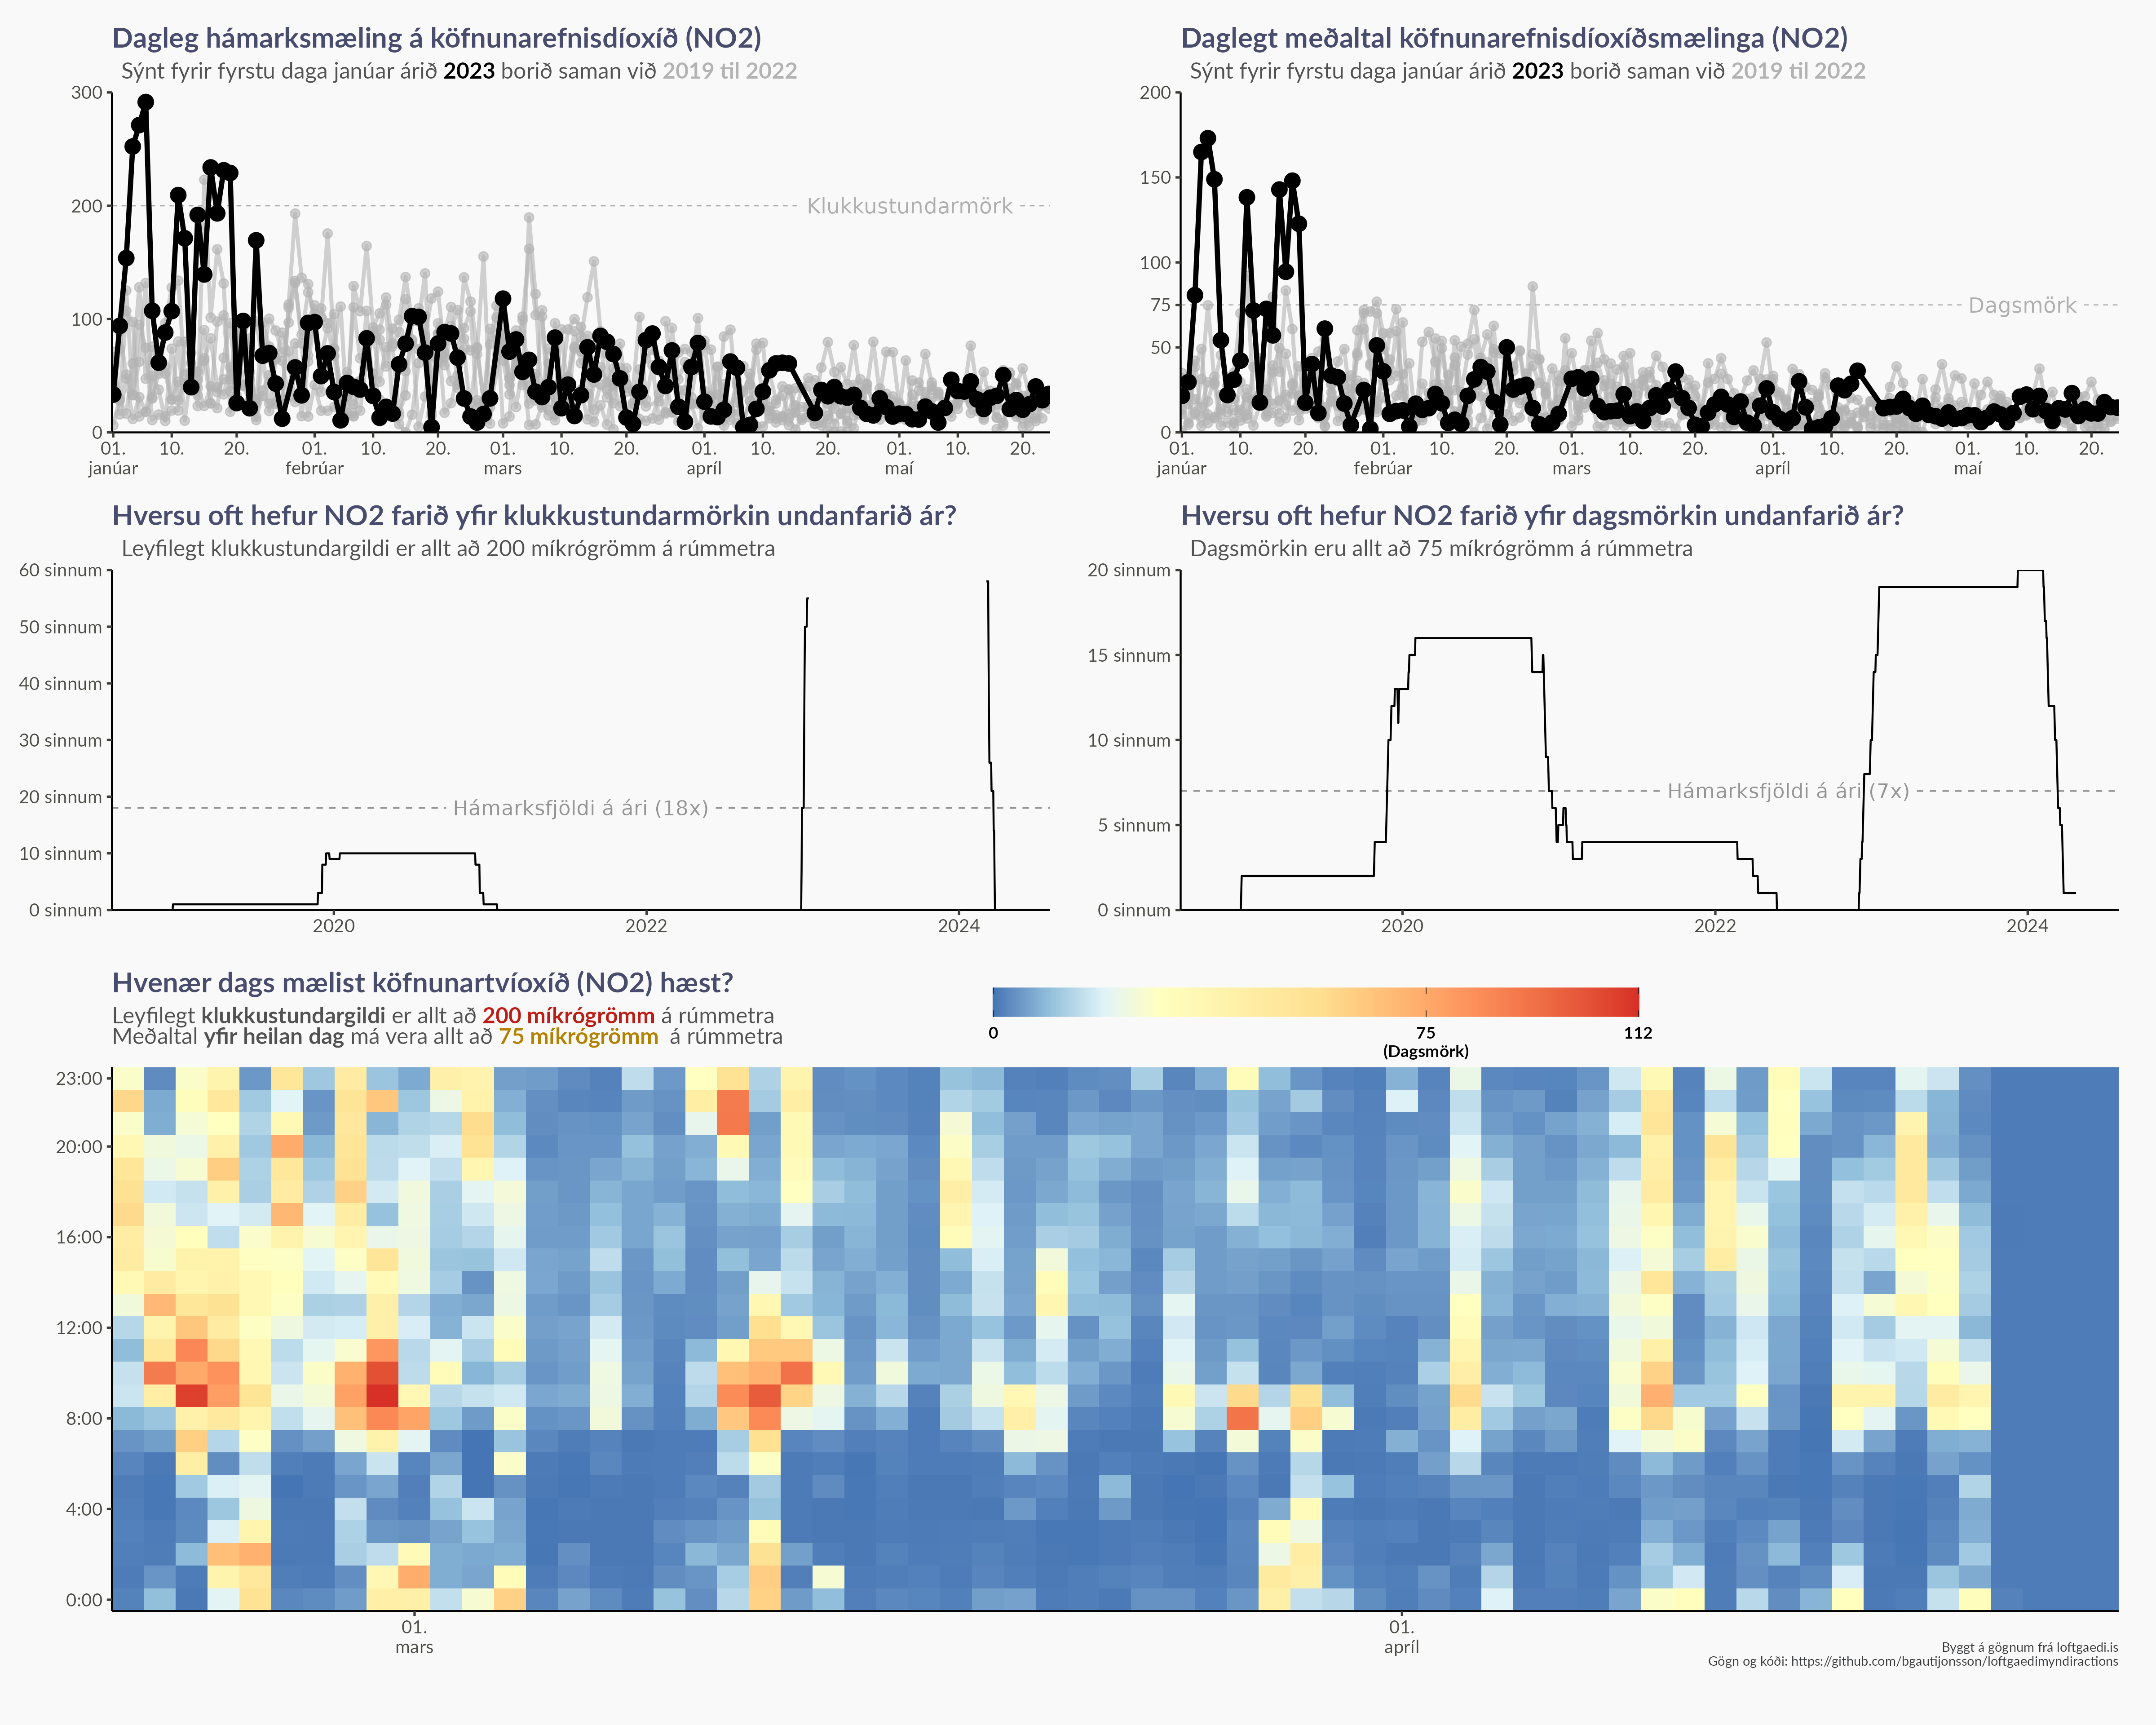 Dagleg hámarksmæling á köfnunarefnisdíoxíð (NO2)
Sýnt fyrir fyrstu daga janúar árið 2023 borið saman við 2019 til 2022
300
200
100
0
Klukkustundarmörk
01. 10. 20. 01. 10. 20. 01. 10. 20. 01. 10. 20. 01. 10. 20.
janúar febrúar mars apríl maí
Daglegt meðaltal köfnunarefnisdíoxíðsmælinga (NO2)
Sýnt fyrir fyrstu daga janúar árið 2023 borið saman við 2019 til 2022
200
150
100
75
50
0
Dagsmörk
01. 10. 20. 01. 10. 20. 01. 10. 20. 01. 10. 20. 01. 10. 20.
janúar febrúar mars apríl maí
Hversu oft hefur NO2 farið yfir klukkustundarmörkin undanfarið ár?
Leyfilegt klukkustundargildi er allt að 200 míkrógrömm á rúmmetra
60 sinnum
50 sinnum
40 sinnum
30 sinnum
20 sinnum
10 sinnum
0 sinnum
Hámarksfjöldi á ári (18x)
2020 2022 2024
Hversu oft hefur NO2 farið yfir dagsmörkin undanfarið ár?
Dagsmörkin eru allt að 75 míkrógrömm á rúmmetra
20 sinnum
15 sinnum
10 sinnum
5 sinnum
0 sinnum
Hámarksfjöldi á ári (7x)
2020 2022 2024
Hvenær dags mælist köfnunartvíoxíð (NO2) hæst?
Leyfilegt klukkustundargildi er allt að 200 míkrógrömm á rúmmetra
Meðaltal yfir heilan dag má vera allt að 75 míkrógrömm á rúmmetra
0 75 112
(Dagsmörk)
23:00
20:00
16:00
12:00
8:00
4:00
0:00
01. 01.
mars apríl
Byggt á gögnum frá loftgaedi.is
Gögn og kóði: https://github.com/bgautijonsson/loftgaedimyndiractions